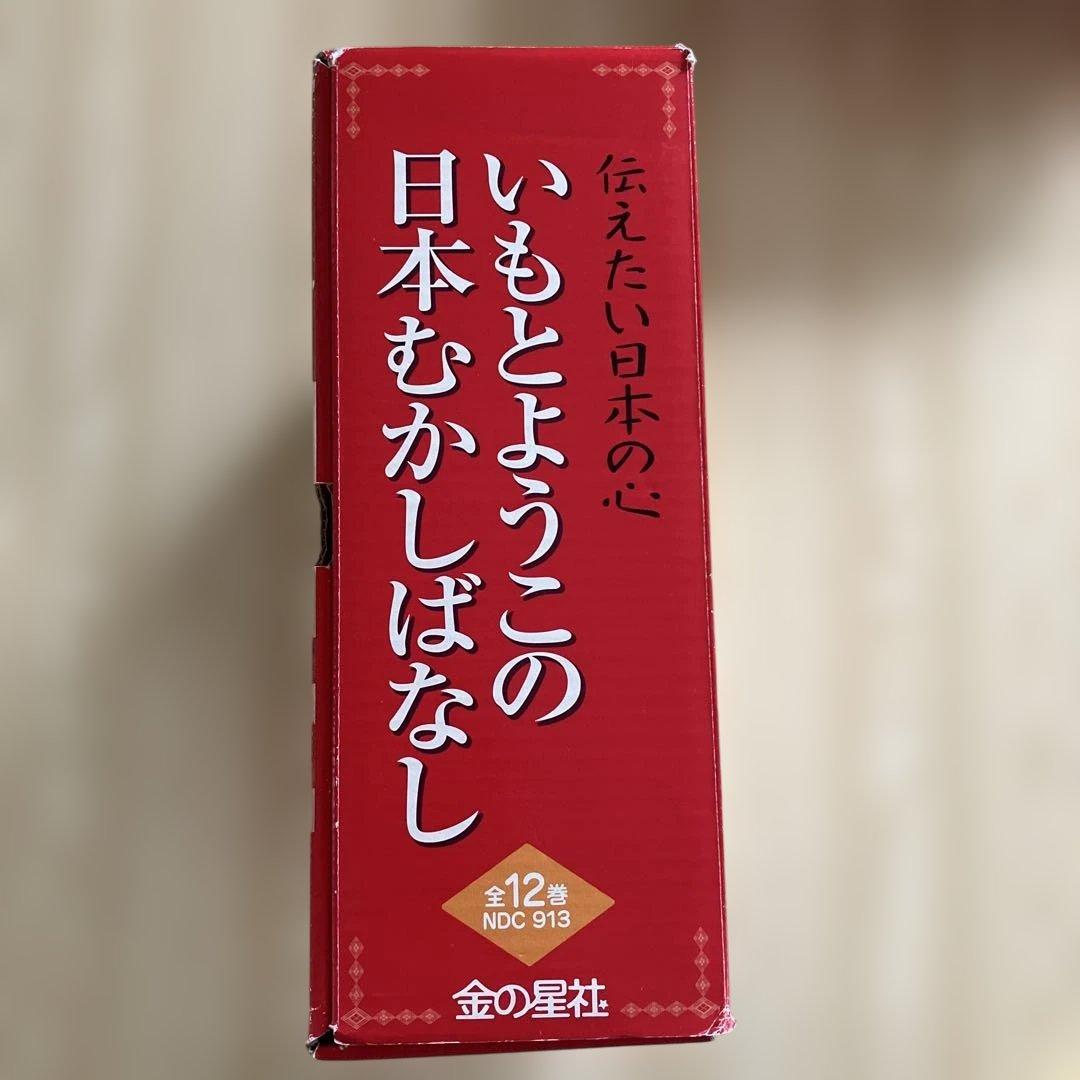 伝えたい日本の心
いもとようこの
日本むかしばなし
全12巻
NDC 913
金の星社